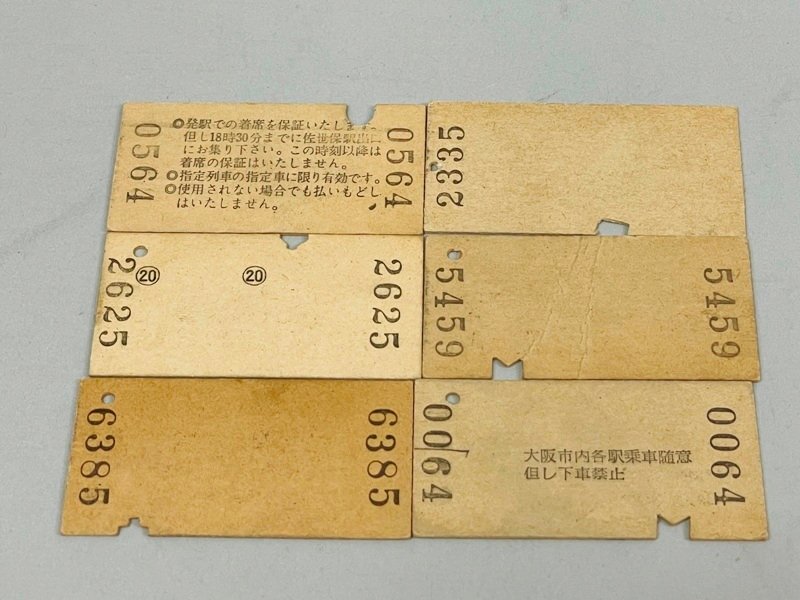 0564
◎発駅での着席を保証いたします。
但し18時30分までに佐世保駅出口
にお集り下さい。この時刻以降は
着席の保証はいたしません。
◎指定列車の指定車に限り有効です。
◎使用されない場合でも払いもどし
はいたしません。
0564
2335
2625
⑳
⑳
2625
5459
5459
6385
6385
0064
大阪市内各駅乗車随意
但し下車禁止
0064